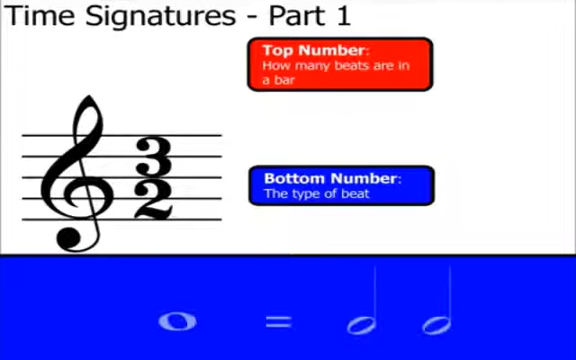 Time Signatures - Part 1
Top Number:
How many beats are in
a bar
3
2
Bottom Number:
The type of beat
=